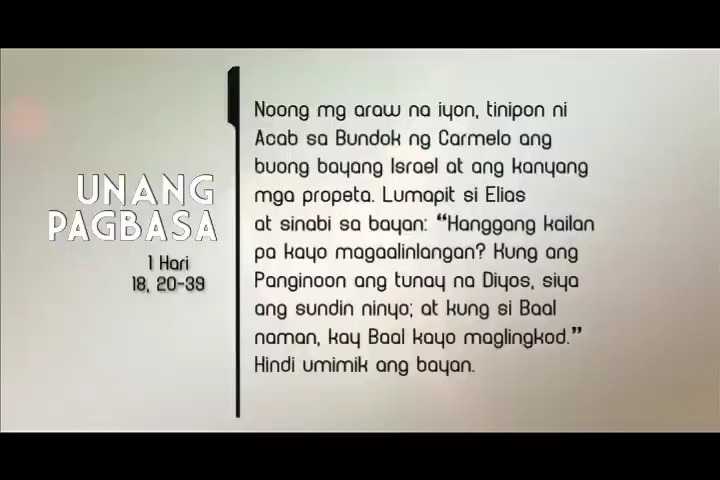 UNANG
PAGBASA
1 Hari
18, 20-39
Noong mg araw na iyon, tinipon ni
Acab sa Bundok ng Carmelo ang
buong bayang Israel at ang kanyang
mga propeta. Lumapit si Elias
at sinabi sa bayan: “Hanggang kailan
pa kayo magaalinlangan? Kung ang
Panginoon ang tunay na Diyos, siya
ang sundin ninyo; at kung si Baal
naman, kay Baal kayo maglingkod.”
Hindi umimik ang bayan.